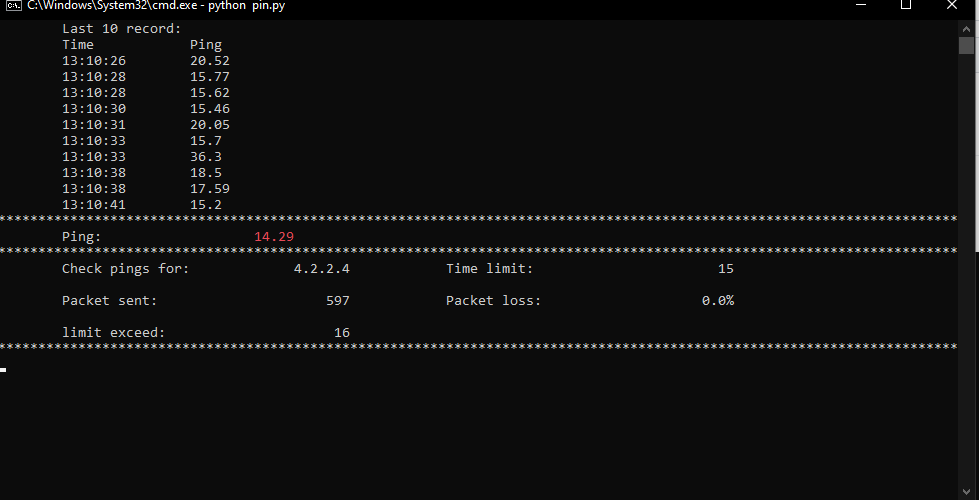 C:\Windows\System32\cmd.exe - python  pin.py
Last 10 record:
Time Ping
13:10:26 20.52
13:10:28 15.77
13:10:28 15.62
13:10:30 15.46
13:10:31 20.05
13:10:33 15.7
13:10:33 36.3
13:10:38 18.5
13:10:38 17.59
13:10:41 15.2
************************************************************************************************************************
Ping: 14.29
************************************************************************************************************************
Check pings for: 4.2.2.4 Time limit: 15
Packet sent: 597 Packet loss: 0.0%
limit exceed: 16
************************************************************************************************************************